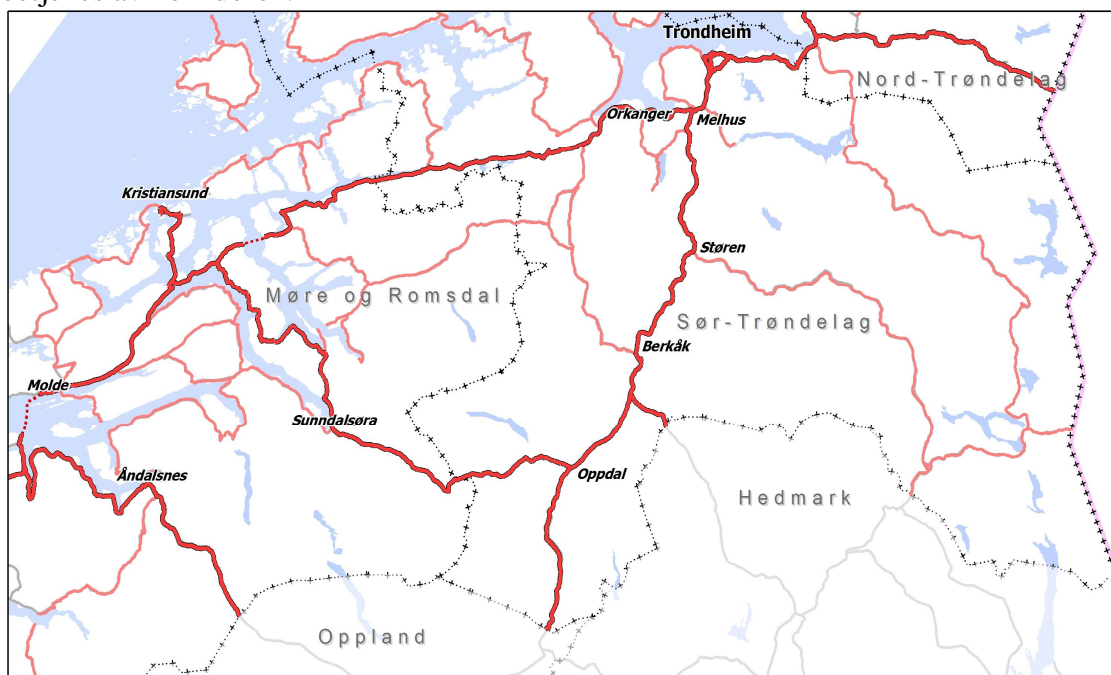 Trondheim
Nord-Trøndelag
Orkanger
Melhus
Kristiansund
Støren
Møre og Romsdal
Sør-Trøndelag
Berkåk
Molde
Sunndalsøra
Åndalsnes
Oppdal
Hedmark
Oppland